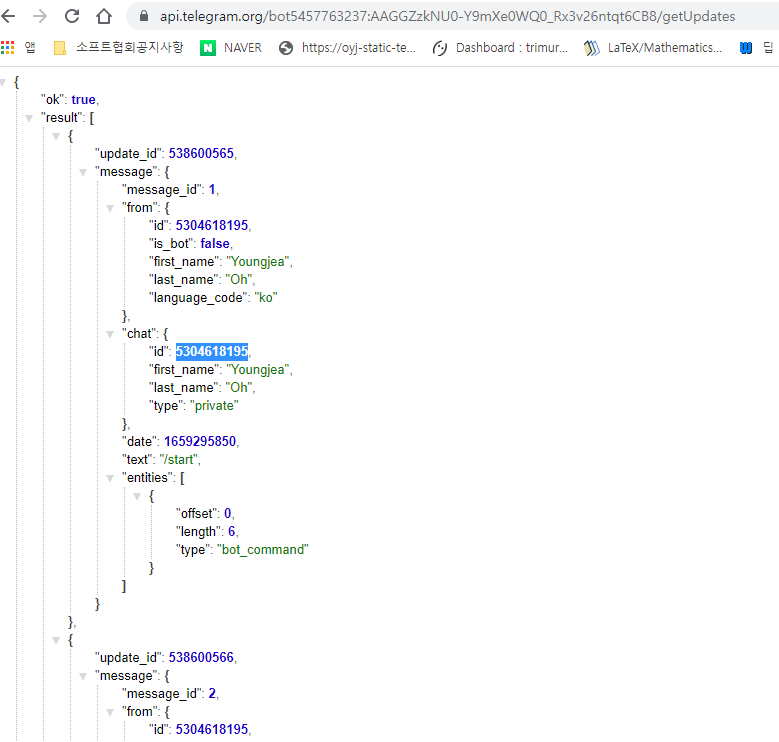 api.telegram.org/bot5457763237:AAGGZzkNU0-Y9mXe0WQ0_Rx3v26ntqt6CB8/getUpdates
앱 소프트협회공지사항 NAVER https://oyj-static-te... Dashboard : trimur... LaTeX/Mathematics... 딥
{
"ok": true,
"result": [
{
"update_id": 538600565,
"message": {
"message_id": 1,
"from": {
"id": 5304618195,
"is_bot": false,
"first_name": "Youngjea",
"last_name": "Oh",
"language_code": "ko"
},
"chat": {
"id": 5304618195,
"first_name": "Youngjea",
"last_name": "Oh",
"type": "private"
},
"date": 1659295850,
"text": "/start",
"entities": [
{
"offset": 0,
"length": 6,
"type": "bot_command"
}
]
}
},
{
"update_id": 538600566,
"message": {
"message_id": 2,
"from": {
"id": 5304618195,